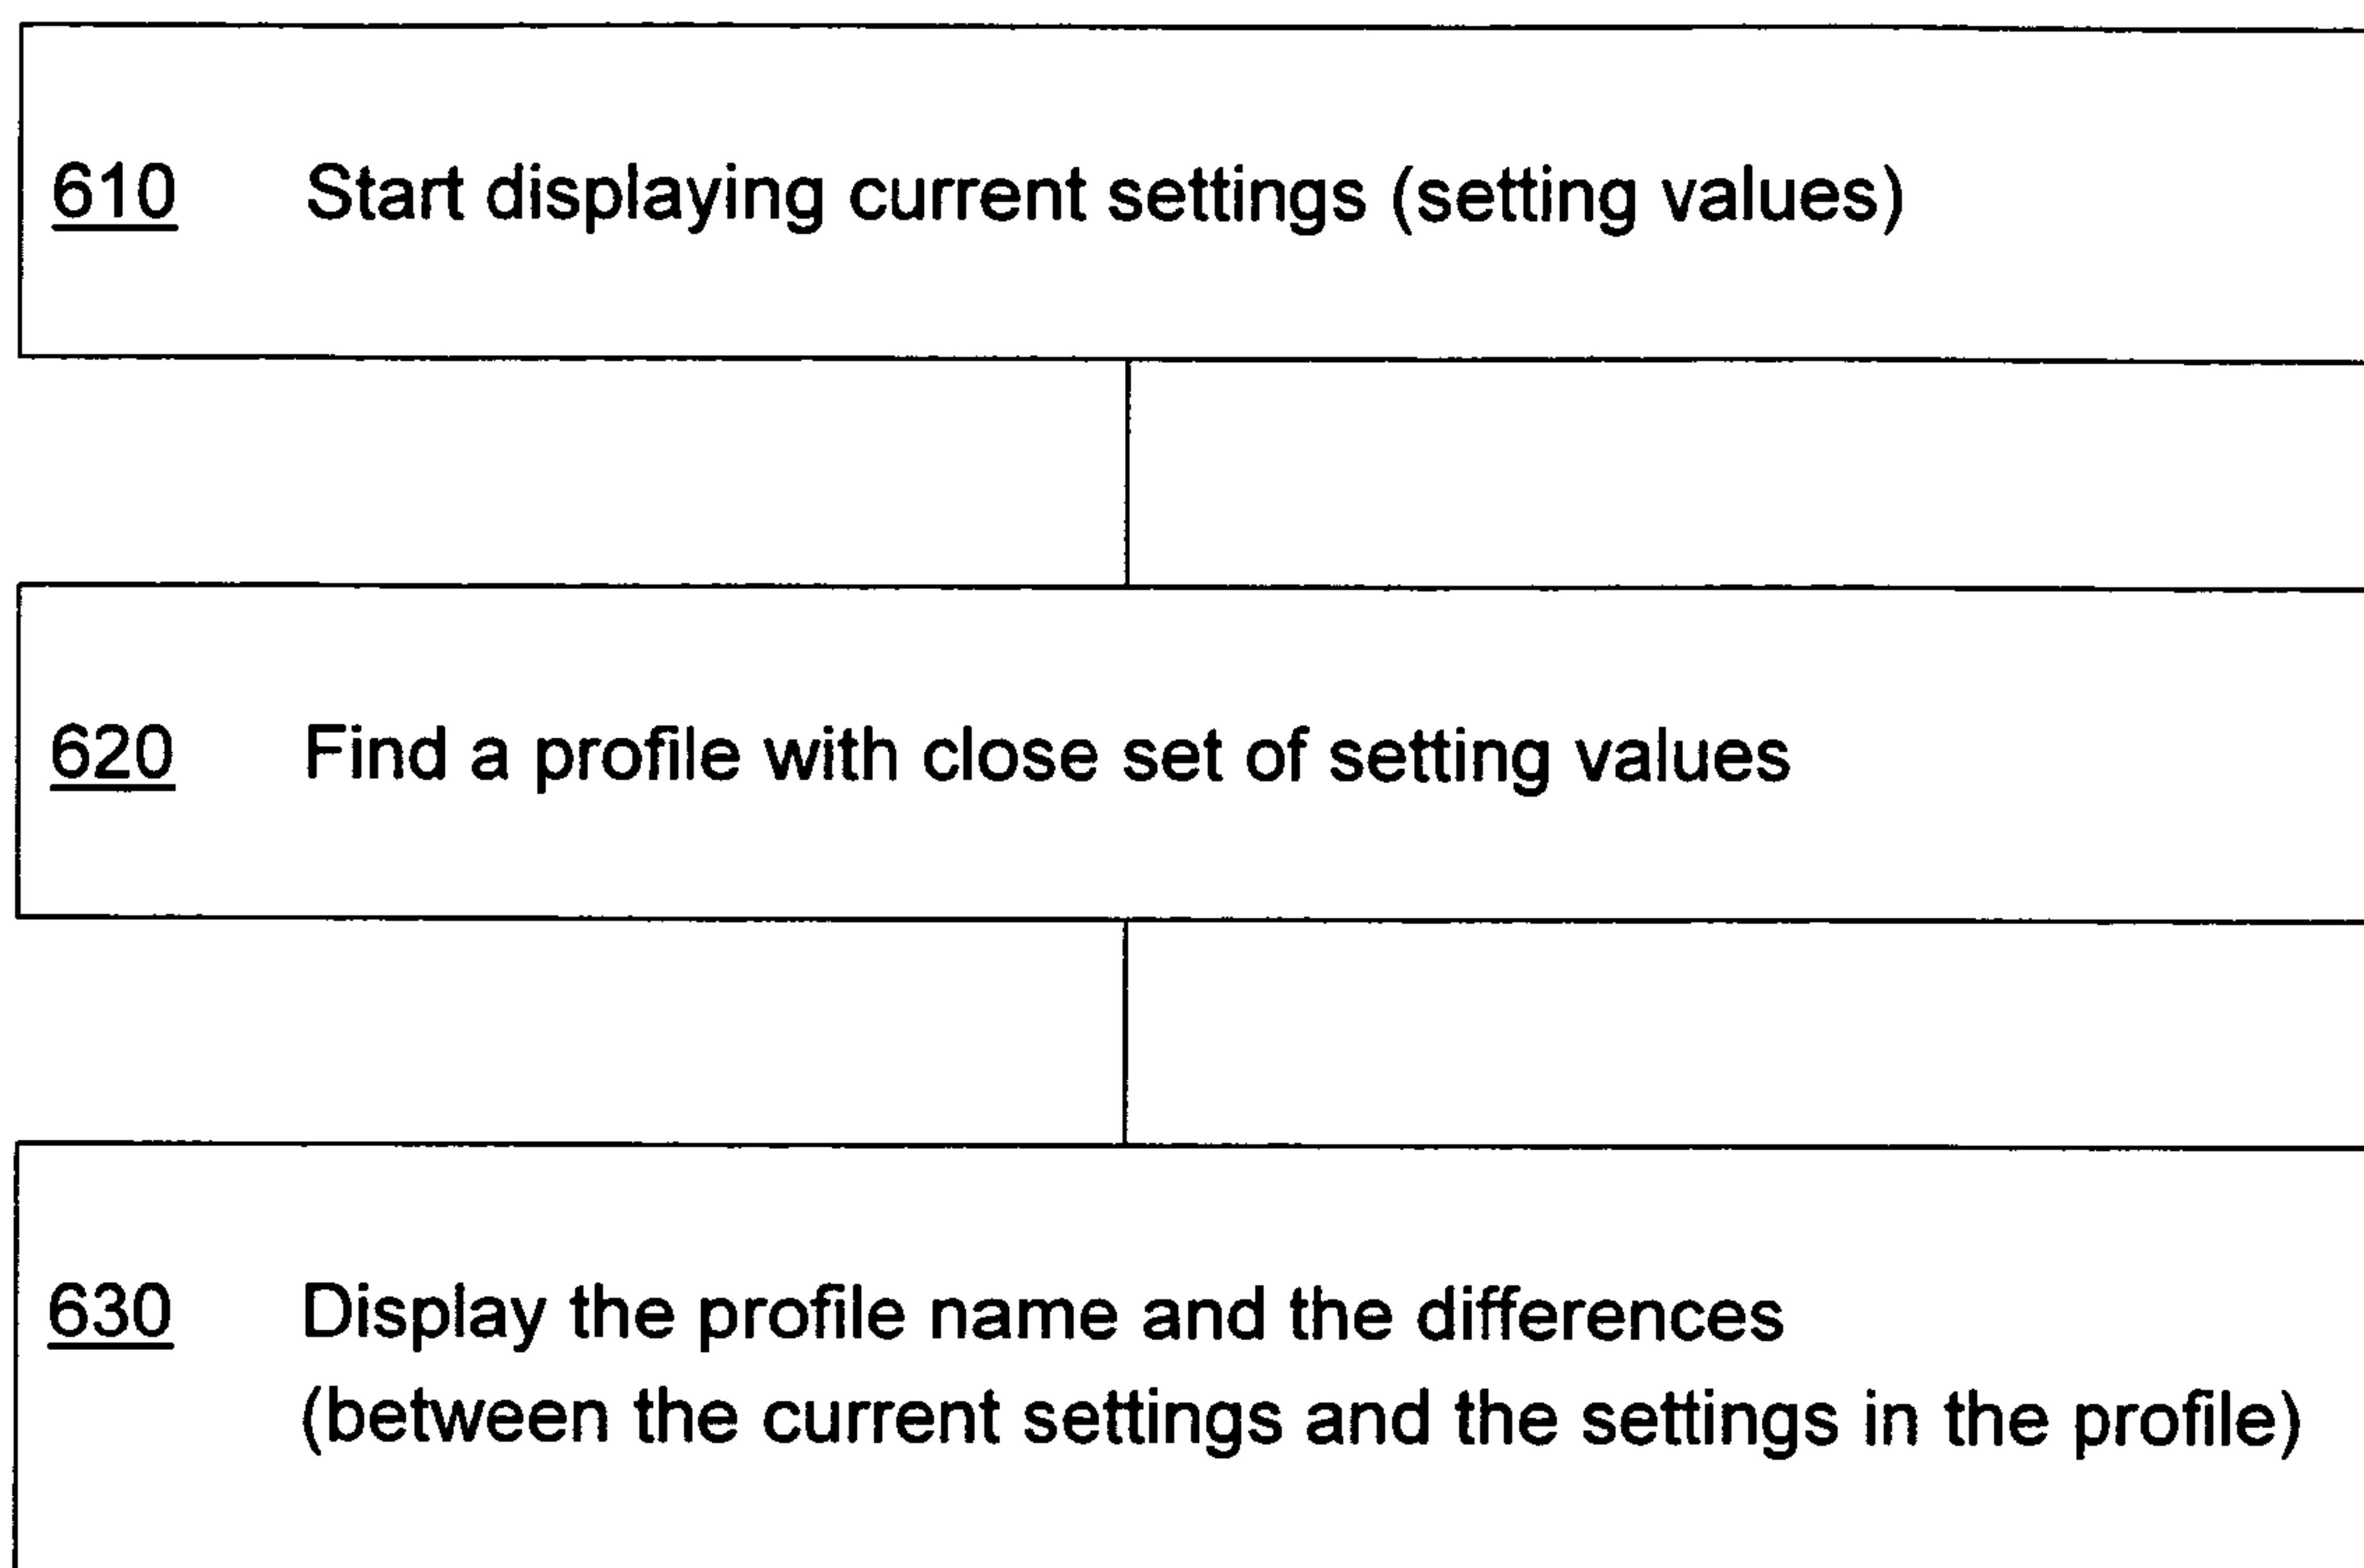 610 Start displaying current settings (setting values)
620 Find a profile with close set of setting values
630 Display the profile name and the differences
(between the current settings and the settings in the profile)